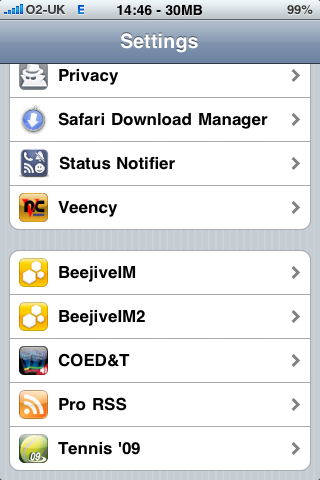 O2-UK E 14:46 - 30MB 99%
Settings
Privacy
Safari Download Manager
Status Notifier
Veency
BeejiveIM
BeejiveIM2
COED&T
Pro RSS
09 Tennis '09